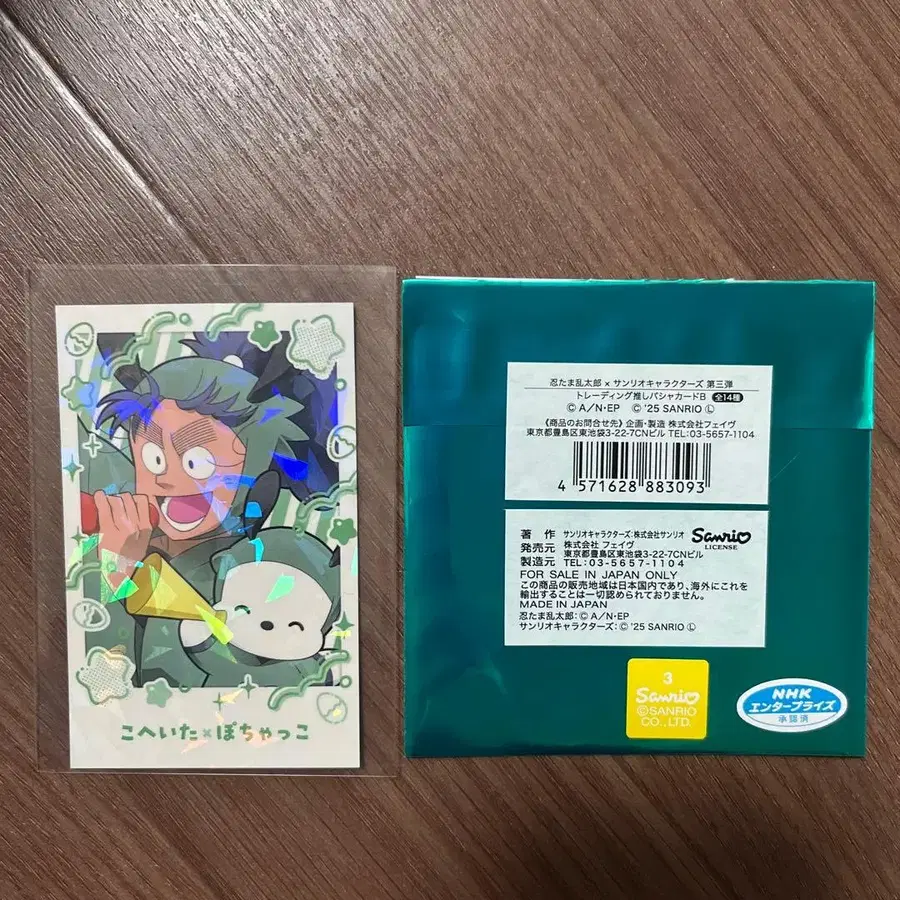 こへいた×ぽちゃっこ
忍たま乱太郎 × サンリオキャラクターズ 第三弾
トレーディング推しパシャカードB 全14種
© A/N・EP © '25 SANRIO Ⓛ
《商品のお問合せ先》企画・製造 株式会社フェイヴ
東京都豊島区東池袋3-22-7CNビル TEL:03-5657-1104
4 571628 883093
著作 サンリオキャラクターズ:株式会社サンリオ Sanrio LICENSE
発売元 株式会社 フェイヴ
東京都豊島区東池袋3-22-7CNビル
製造元 TEL:03-5657-1104
FOR SALE IN JAPAN ONLY
この商品の販売地域は日本国内であり、海外にこれを
輸出することは一切認められておりません。
MADE IN JAPAN
忍たま乱太郎:© A/N・EP
サンリオキャラクターズ:© '25 SANRIO Ⓛ
3
Sanrio
©SANRIO
CO., LTD.
NHK
エンタープライズ
承認済